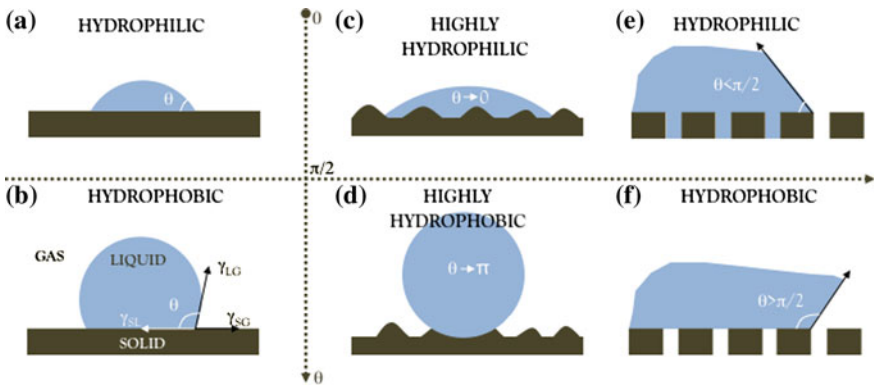 (a)
HYDROPHILIC
θ
0
(c)
HIGHLY
HYDROPHILIC
θ→0
(e)
HYDROPHILIC
θ<π/2
π/2
(b)
HYDROPHOBIC
GAS
LIQUID
γLG
θ
γSL
γSG
SOLID
θ
(d)
HIGHLY
HYDROPHOBIC
θ→π
(f)
HYDROPHOBIC
θ>π/2